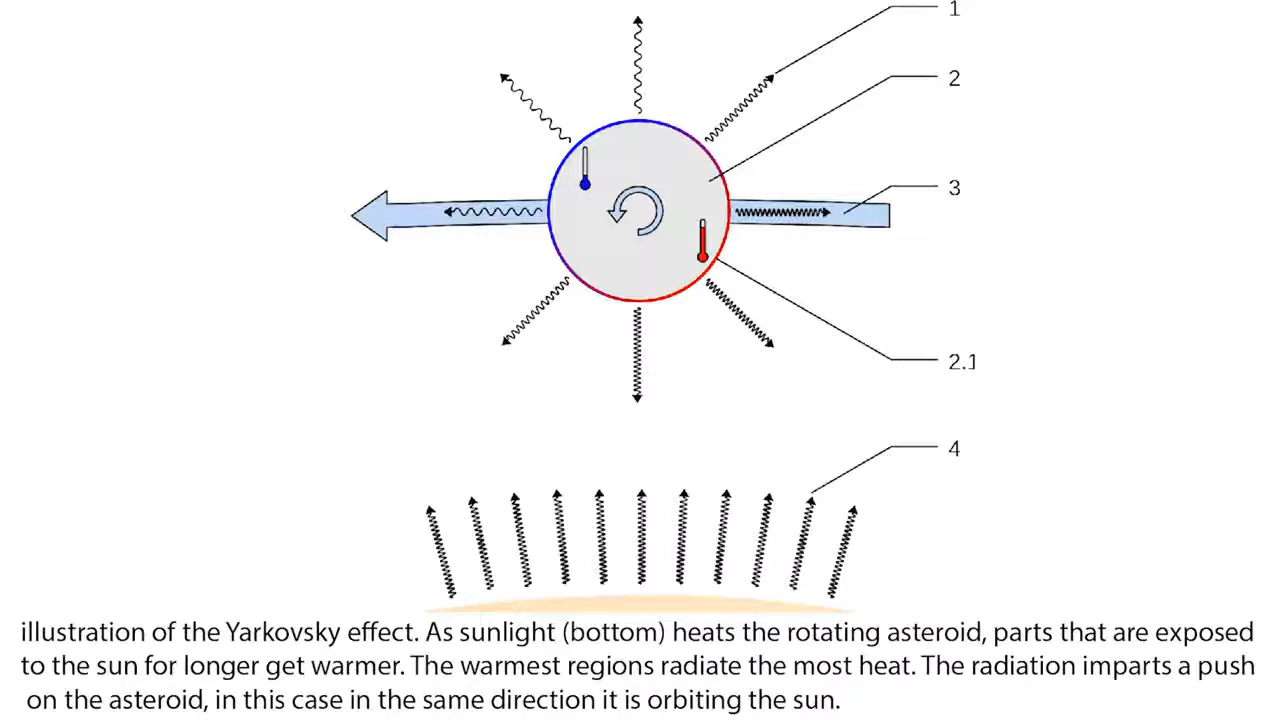 1
2
3
2.1
4
illustration of the Yarkovsky effect. As sunlight (bottom) heats the rotating asteroid, parts that are exposed
to the sun for longer get warmer. The warmest regions radiate the most heat. The radiation imparts a push
on the asteroid, in this case in the same direction it is orbiting the sun.